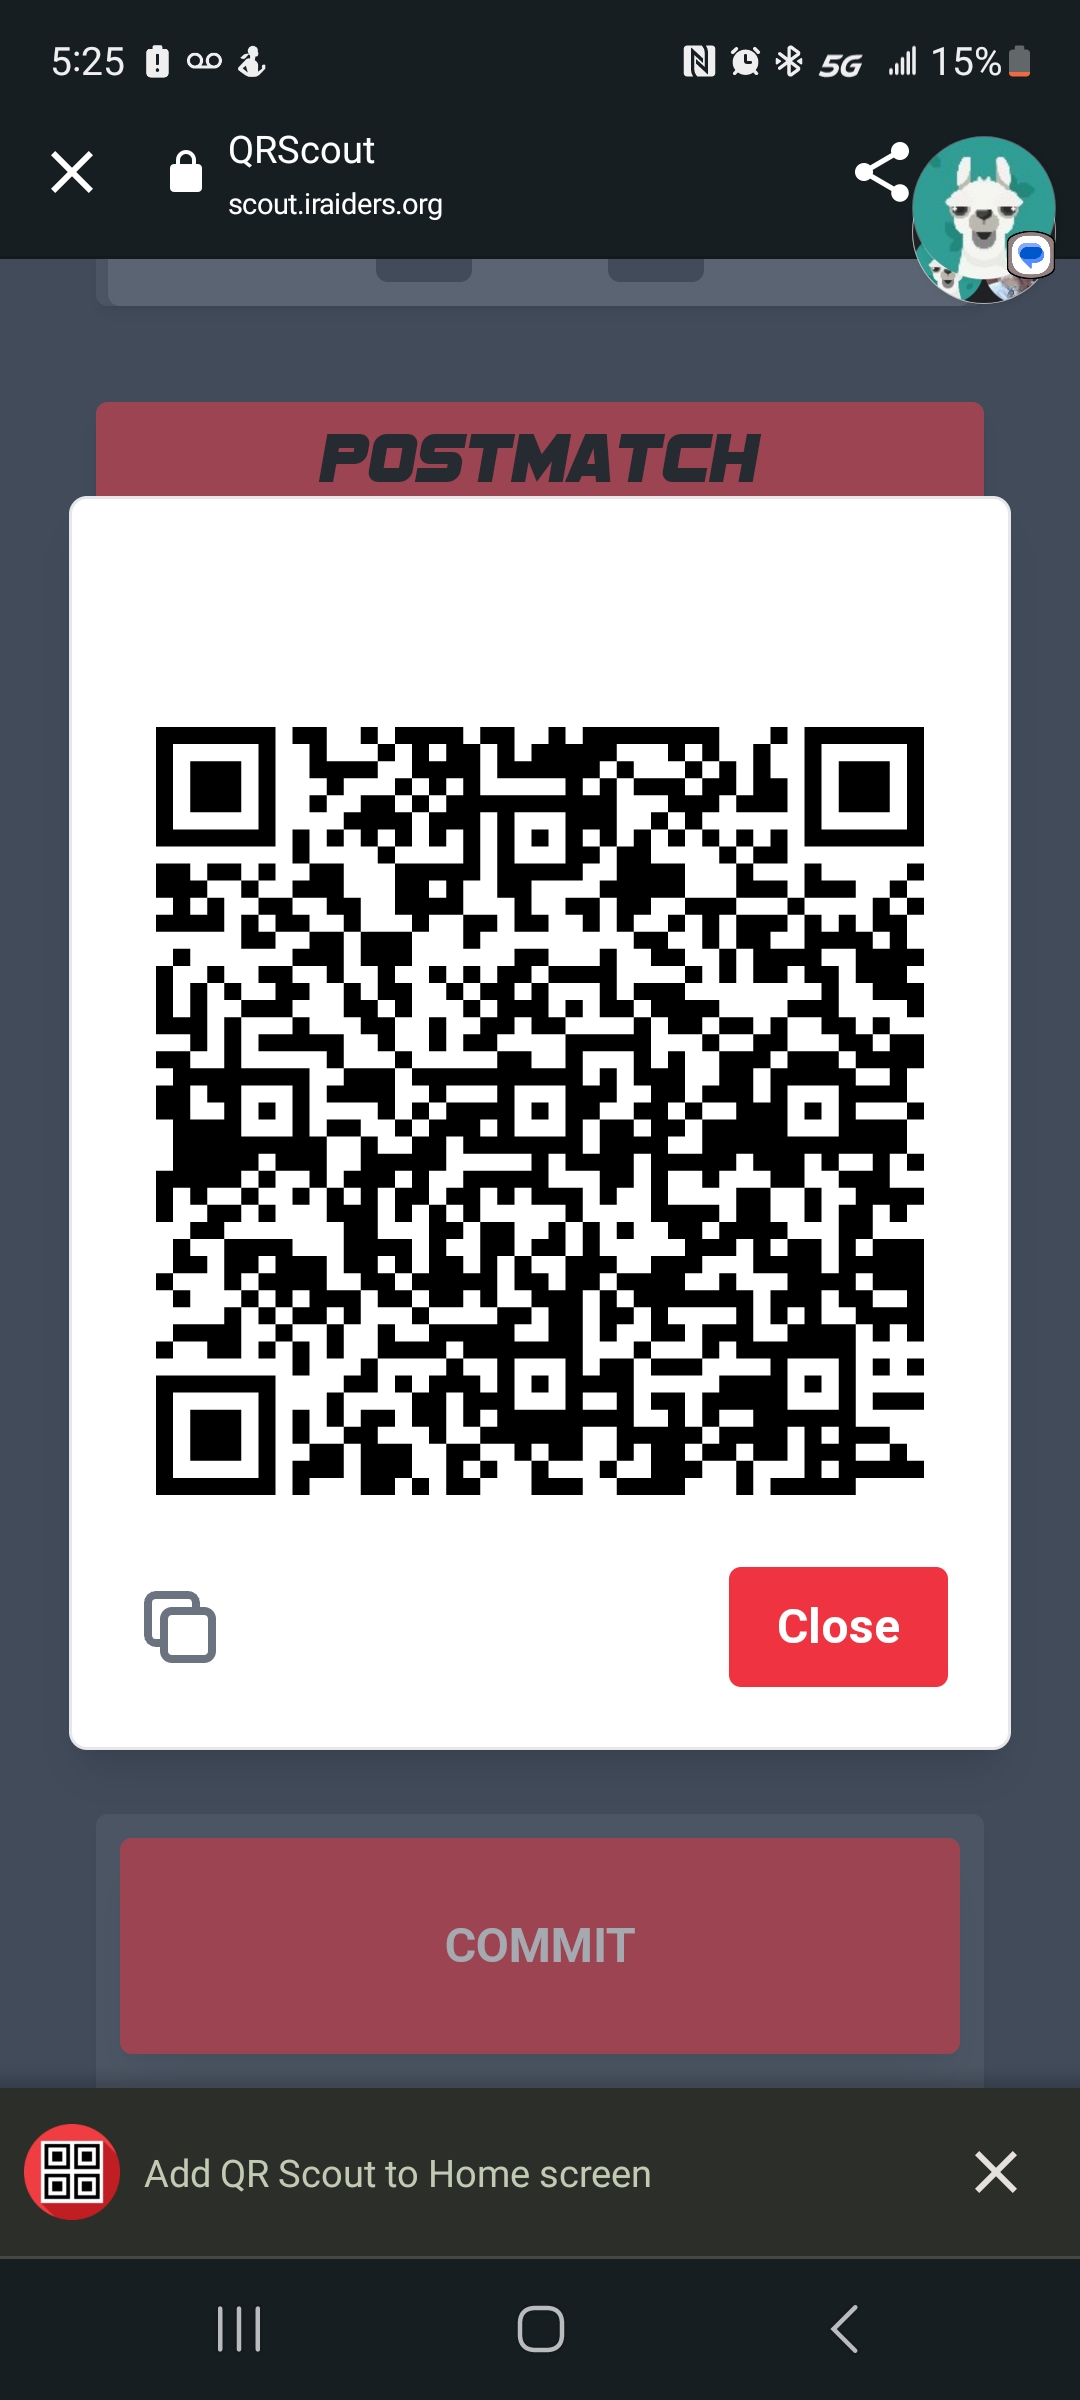 5:25
5G
15%
QRScout
scout.iraiders.org
POSTMATCH
Close
COMMIT
Add QR Scout to Home screen